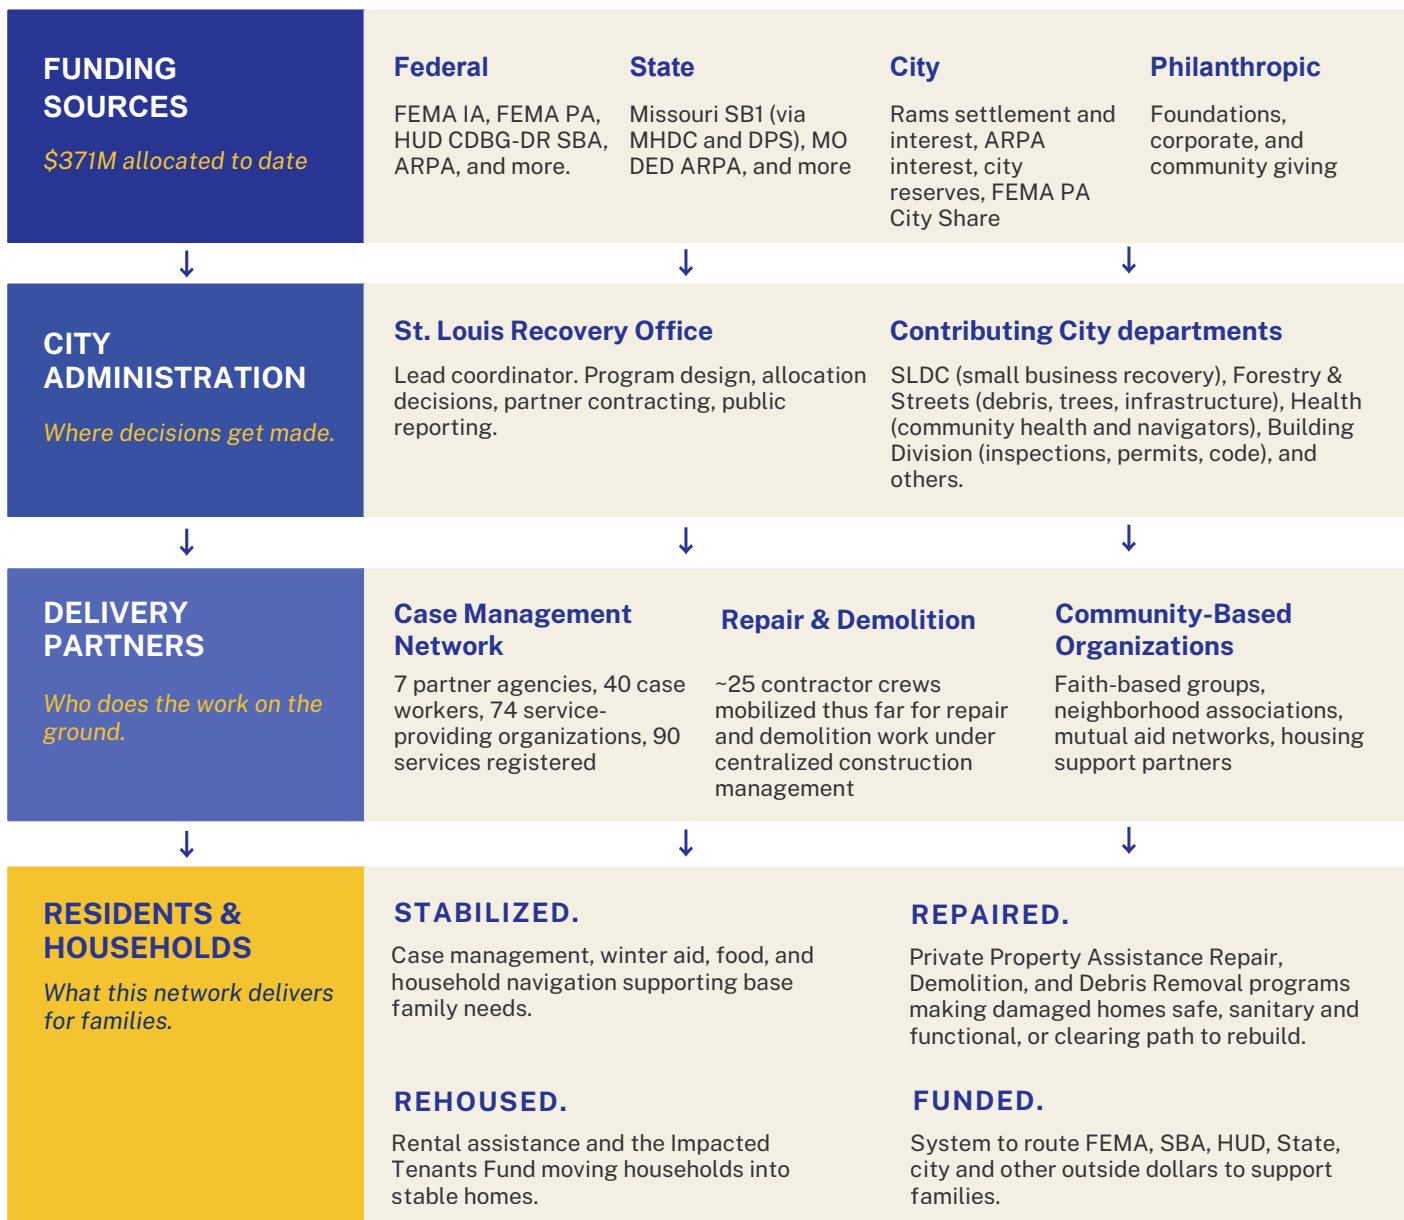 FUNDING
SOURCES
$371M allocated to date
Federal
FEMA IA, FEMA PA,
HUD CDBG-DR SBA,
ARPA, and more.
State
Missouri SB1 (via
MHDC and DPS), MO
DED ARPA, and more
City
Rams settlement and
interest, ARPA
interest, city
reserves, FEMA PA
City Share
Philanthropic
Foundations,
corporate, and
community giving
CITY
ADMINISTRATION
Where decisions get made.
St. Louis Recovery Office
Lead coordinator. Program design, allocation
decisions, partner contracting, public
reporting.
Contributing City departments
SLDC (small business recovery), Forestry &
Streets (debris, trees, infrastructure), Health
(community health and navigators), Building
Division (inspections, permits, code), and
others.
DELIVERY
PARTNERS
Who does the work on the
ground.
Case Management
Network
7 partner agencies, 40 case
workers, 74 service-
providing organizations, 90
services registered
Repair & Demolition
~25 contractor crews
mobilized thus far for repair
and demolition work under
centralized construction
management
Community-Based
Organizations
Faith-based groups,
neighborhood associations,
mutual aid networks, housing
support partners
RESIDENTS &
HOUSEHOLDS
What this network delivers
for families.
STABILIZED.
Case management, winter aid, food, and
household navigation supporting base
family needs.
REPAIRED.
Private Property Assistance Repair,
Demolition, and Debris Removal programs
making damaged homes safe, sanitary and
functional, or clearing path to rebuild.
REHOUSED.
Rental assistance and the Impacted
Tenants Fund moving households into
stable homes.
FUNDED.
System to route FEMA, SBA, HUD, State,
city and other outside dollars to support
families.